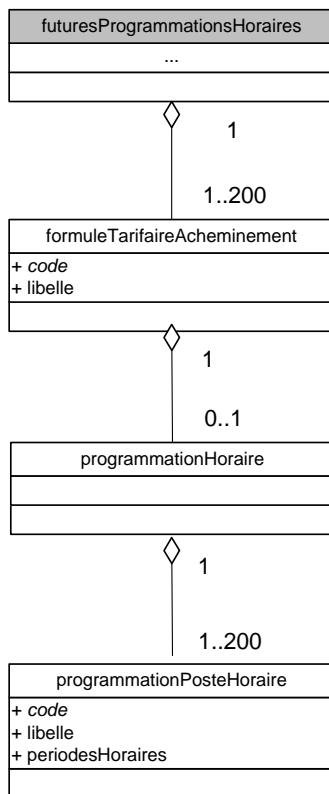 futuresProgrammationsHoraires
...
1
1..200
formuleTarifaireAcheminement
+ code
+ libelle
1
0..1
programmationHoraire
1
1..200
programmationPosteHoraire
+ code
+ libelle
+ periodesHoraires